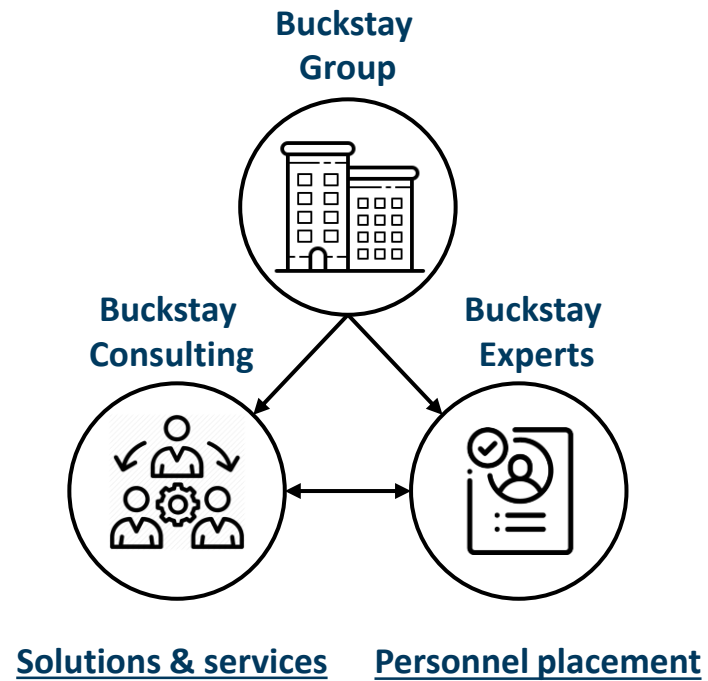 Buckstay
Group
Buckstay
Consulting
Buckstay
Experts
Solutions & services
Personnel placement